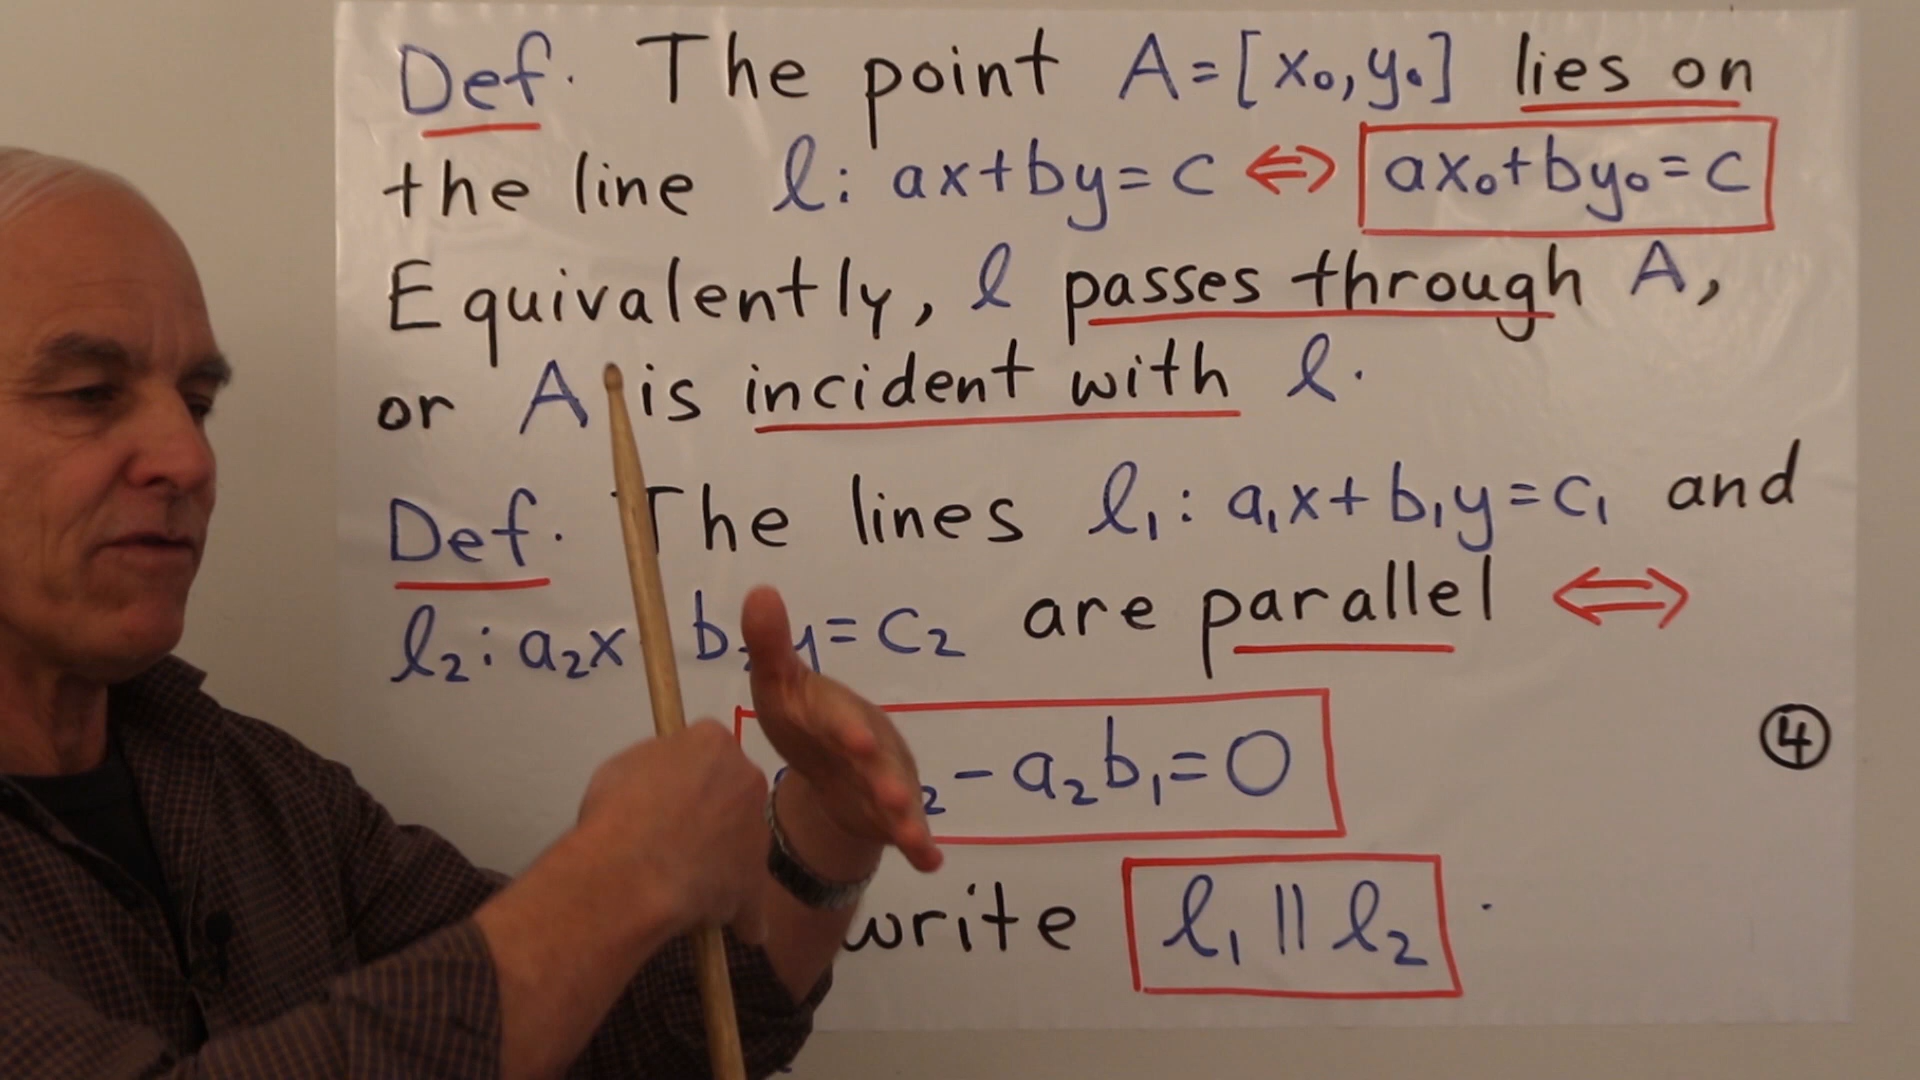 Def. The point A=[x₀,y₀] lies on
the line l: ax+by=c ⇔ ax₀+by₀=c
Equivalently, l passes through A,
or A is incident with l.
Def. The lines l₁: a₁x+b₁y=c₁ and
l₂: a₂x b₂y=c₂ are parallel ⇔
₂-a₂b₁=0
④
write l₁ || l₂.